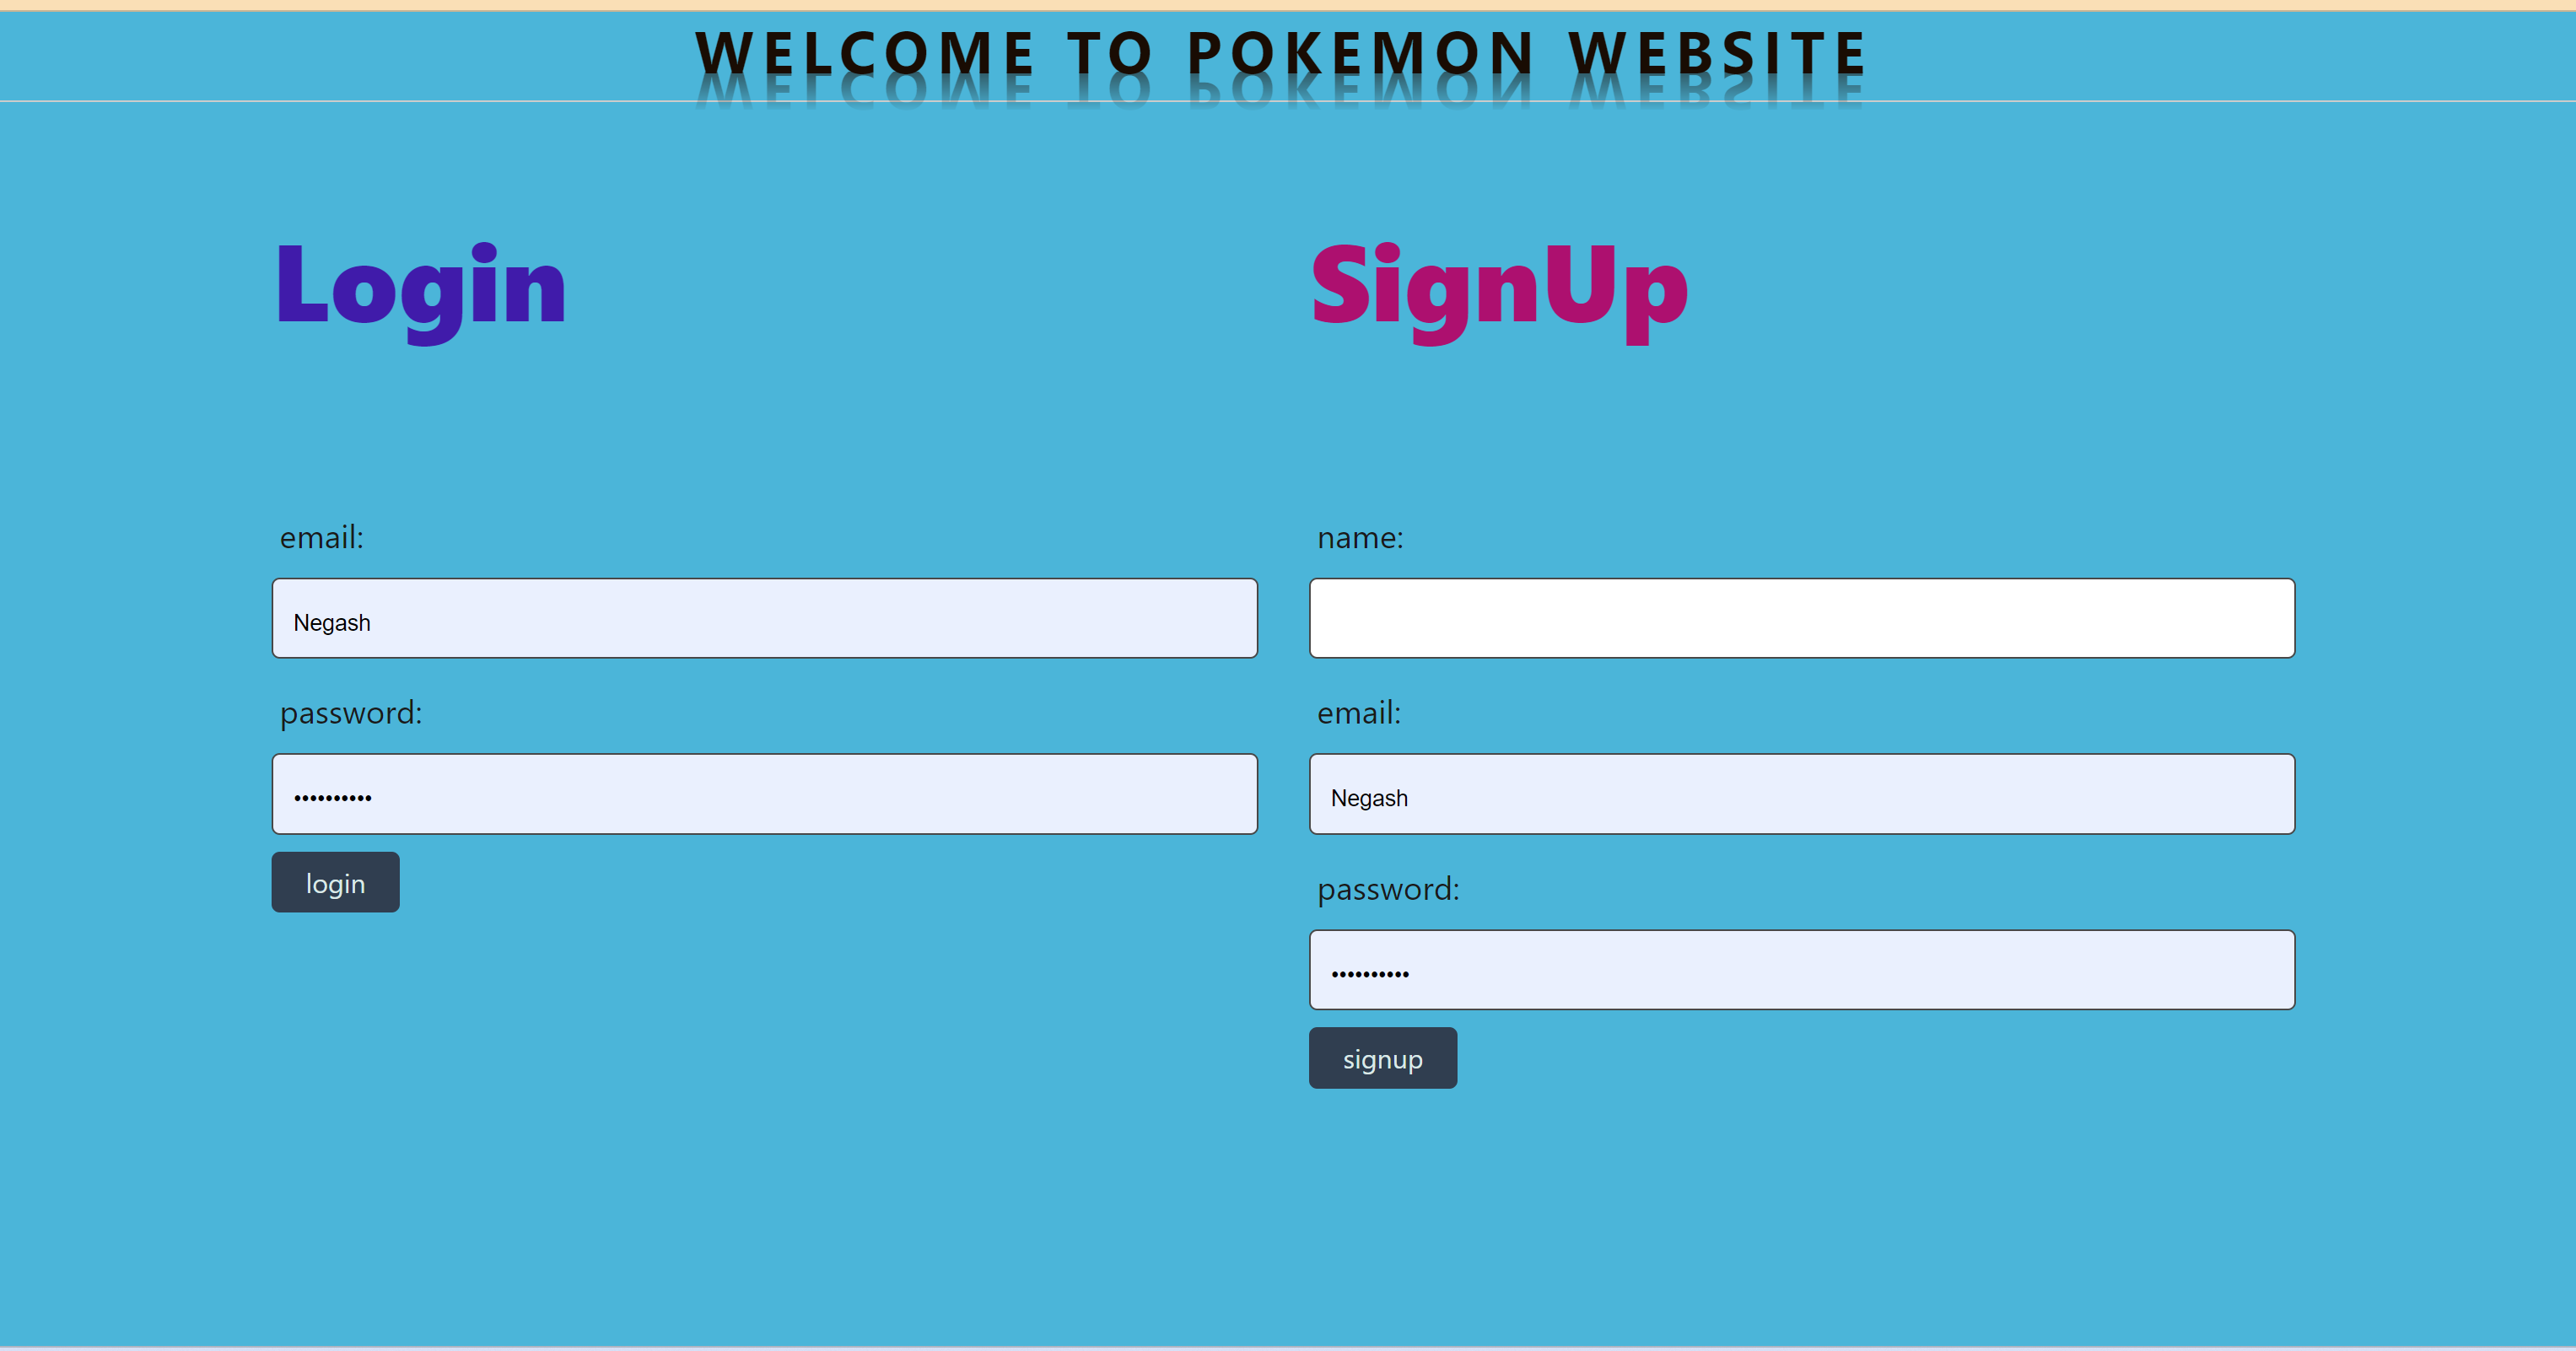 WELCOME TO POKEMON WEBSITE
Login
email:
Negash
password:
••••••••••
login
SignUp
name:
email:
Negash
password:
••••••••••
signup